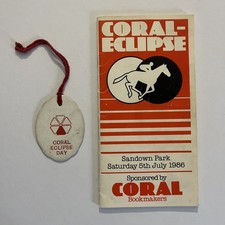 CORAL
ECLIPSE
DAY
CORAL-
ECLIPSE
Sandown Park
Saturday 5th July 1986
Sponsored by
CORAL
Bookmakers